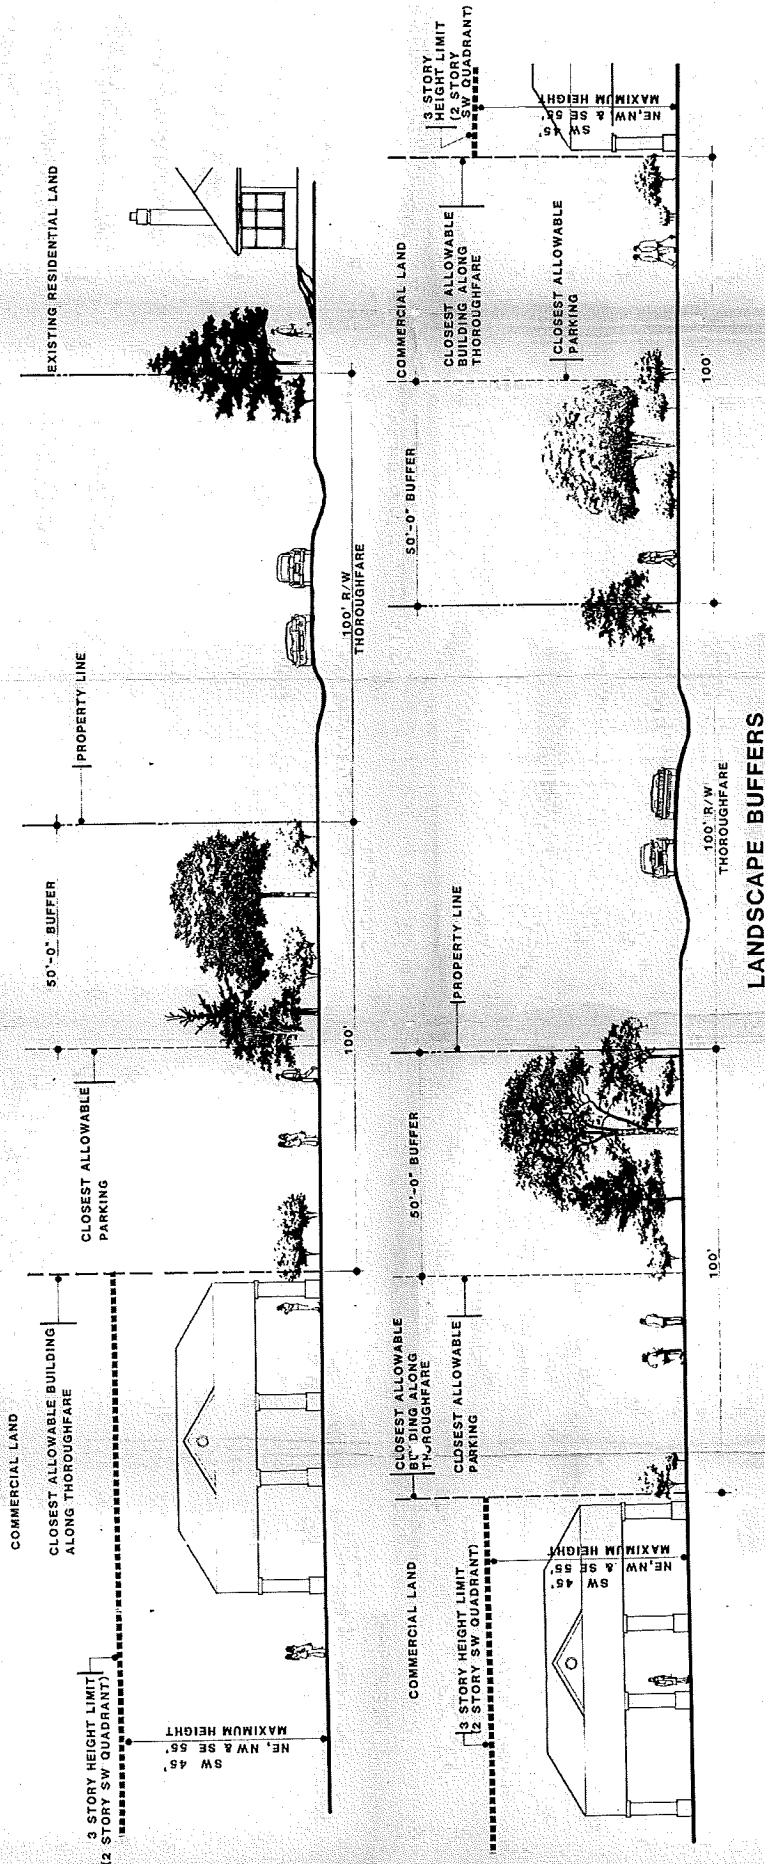 COMMERCIAL LAND
3 STORY HEIGHT LIMIT
(2 STORY SW QUADRANT)
SW 45'
NE, NW & SE 55'
MAXIMUM HEIGHT
CLOSEST ALLOWABLE BUILDING
ALONG THOROUGHFARE
CLOSEST ALLOWABLE
PARKING
50'-0" BUFFER
PROPERTY LINE
EXISTING RESIDENTIAL LAND
100'
100' R/W
THOROUGHFARE
COMMERCIAL LAND
3 STORY HEIGHT LIMIT
(2 STORY SW QUADRANT)
SW 45'
NE, NW & SE 55'
MAXIMUM HEIGHT
CLOSEST ALLOWABLE
ALONG
THOROUGHFARE
CLOSEST ALLOWABLE
PARKING
50'-0" BUFFER
PROPERTY LINE
50'-0" BUFFER
COMMERCIAL LAND
CLOSEST ALLOWABLE
BUILDING ALONG
THOROUGHFARE
CLOSEST ALLOWABLE
PARKING
3 STORY
HEIGHT LIMIT
(2 STORY
SW QUADRANT)
SW 45'
NE, NW & SE 55'
MAXIMUM HEIGHT
100'
100' R/W
THOROUGHFARE
100'
LANDSCAPE BUFFERS